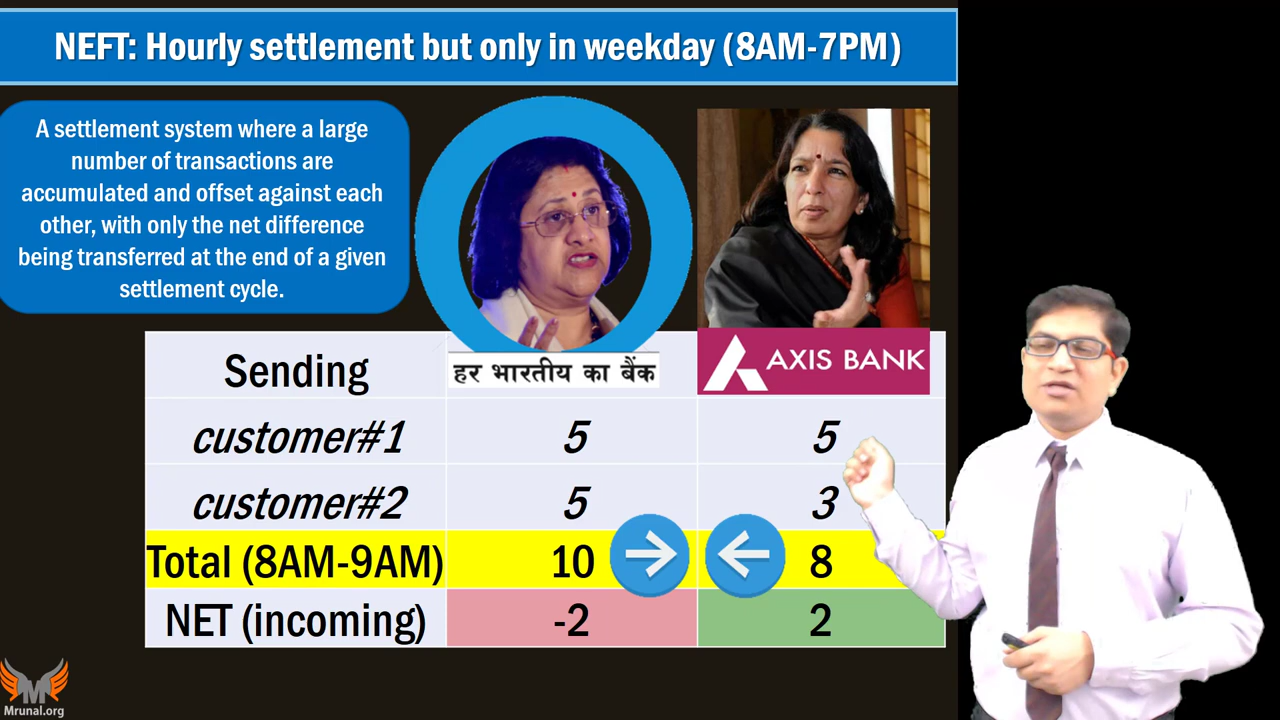 NEFT: Hourly settlement but only in weekday (8AM-7PM)
A settlement system where a large
number of transactions are
accumulated and offset against each
other, with only the net difference
being transferred at the end of a given
settlement cycle.
Sending
हर भारतीय का बैंक
AXIS BANK
customer#1 5 5
customer#2 5 3
Total (8AM-9AM) 10 8
NET (incoming) -2 2
Mrunal.org